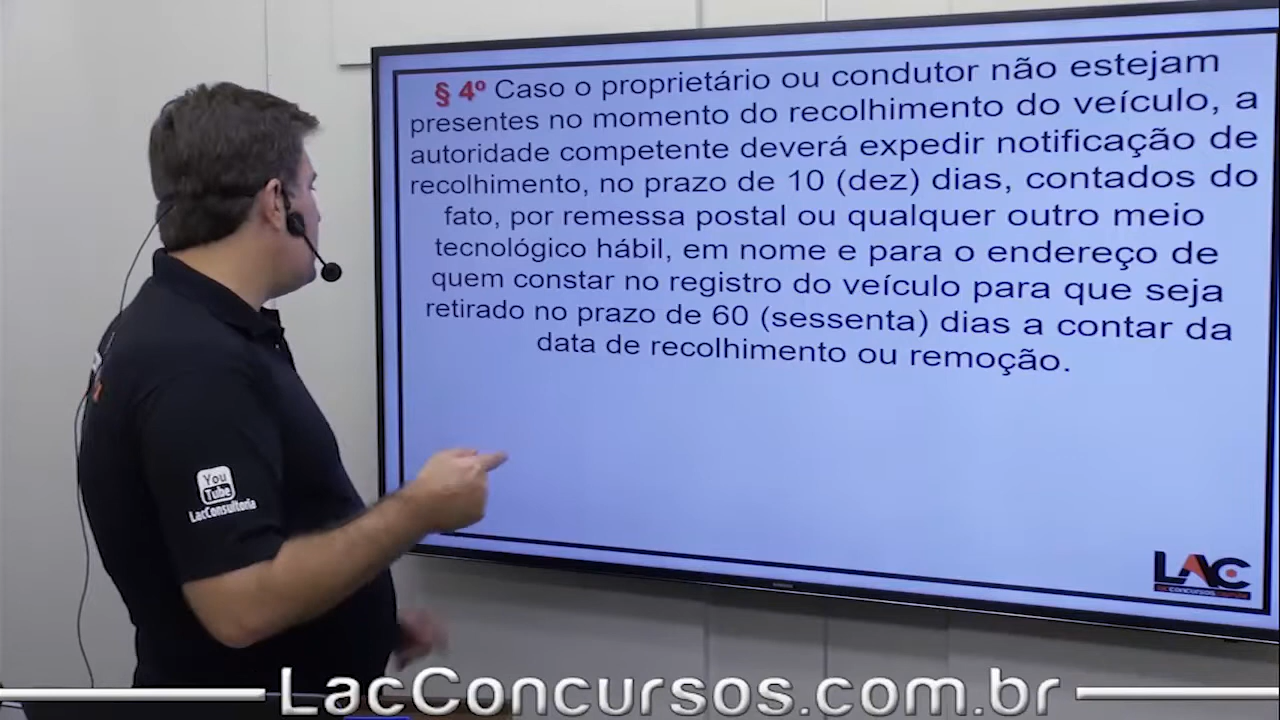 § 4º Caso o proprietário ou condutor não estejam
presentes no momento do recolhimento do veículo, a
autoridade competente deverá expedir notificação de
recolhimento, no prazo de 10 (dez) dias, contados do
fato, por remessa postal ou qualquer outro meio
tecnológico hábil, em nome e para o endereço de
quem constar no registro do veículo para que seja
retirado no prazo de 60 (sessenta) dias a contar da
data de recolhimento ou remoção.
You
Tube
LacConsultoria
LAC
LacConcursos.com.br